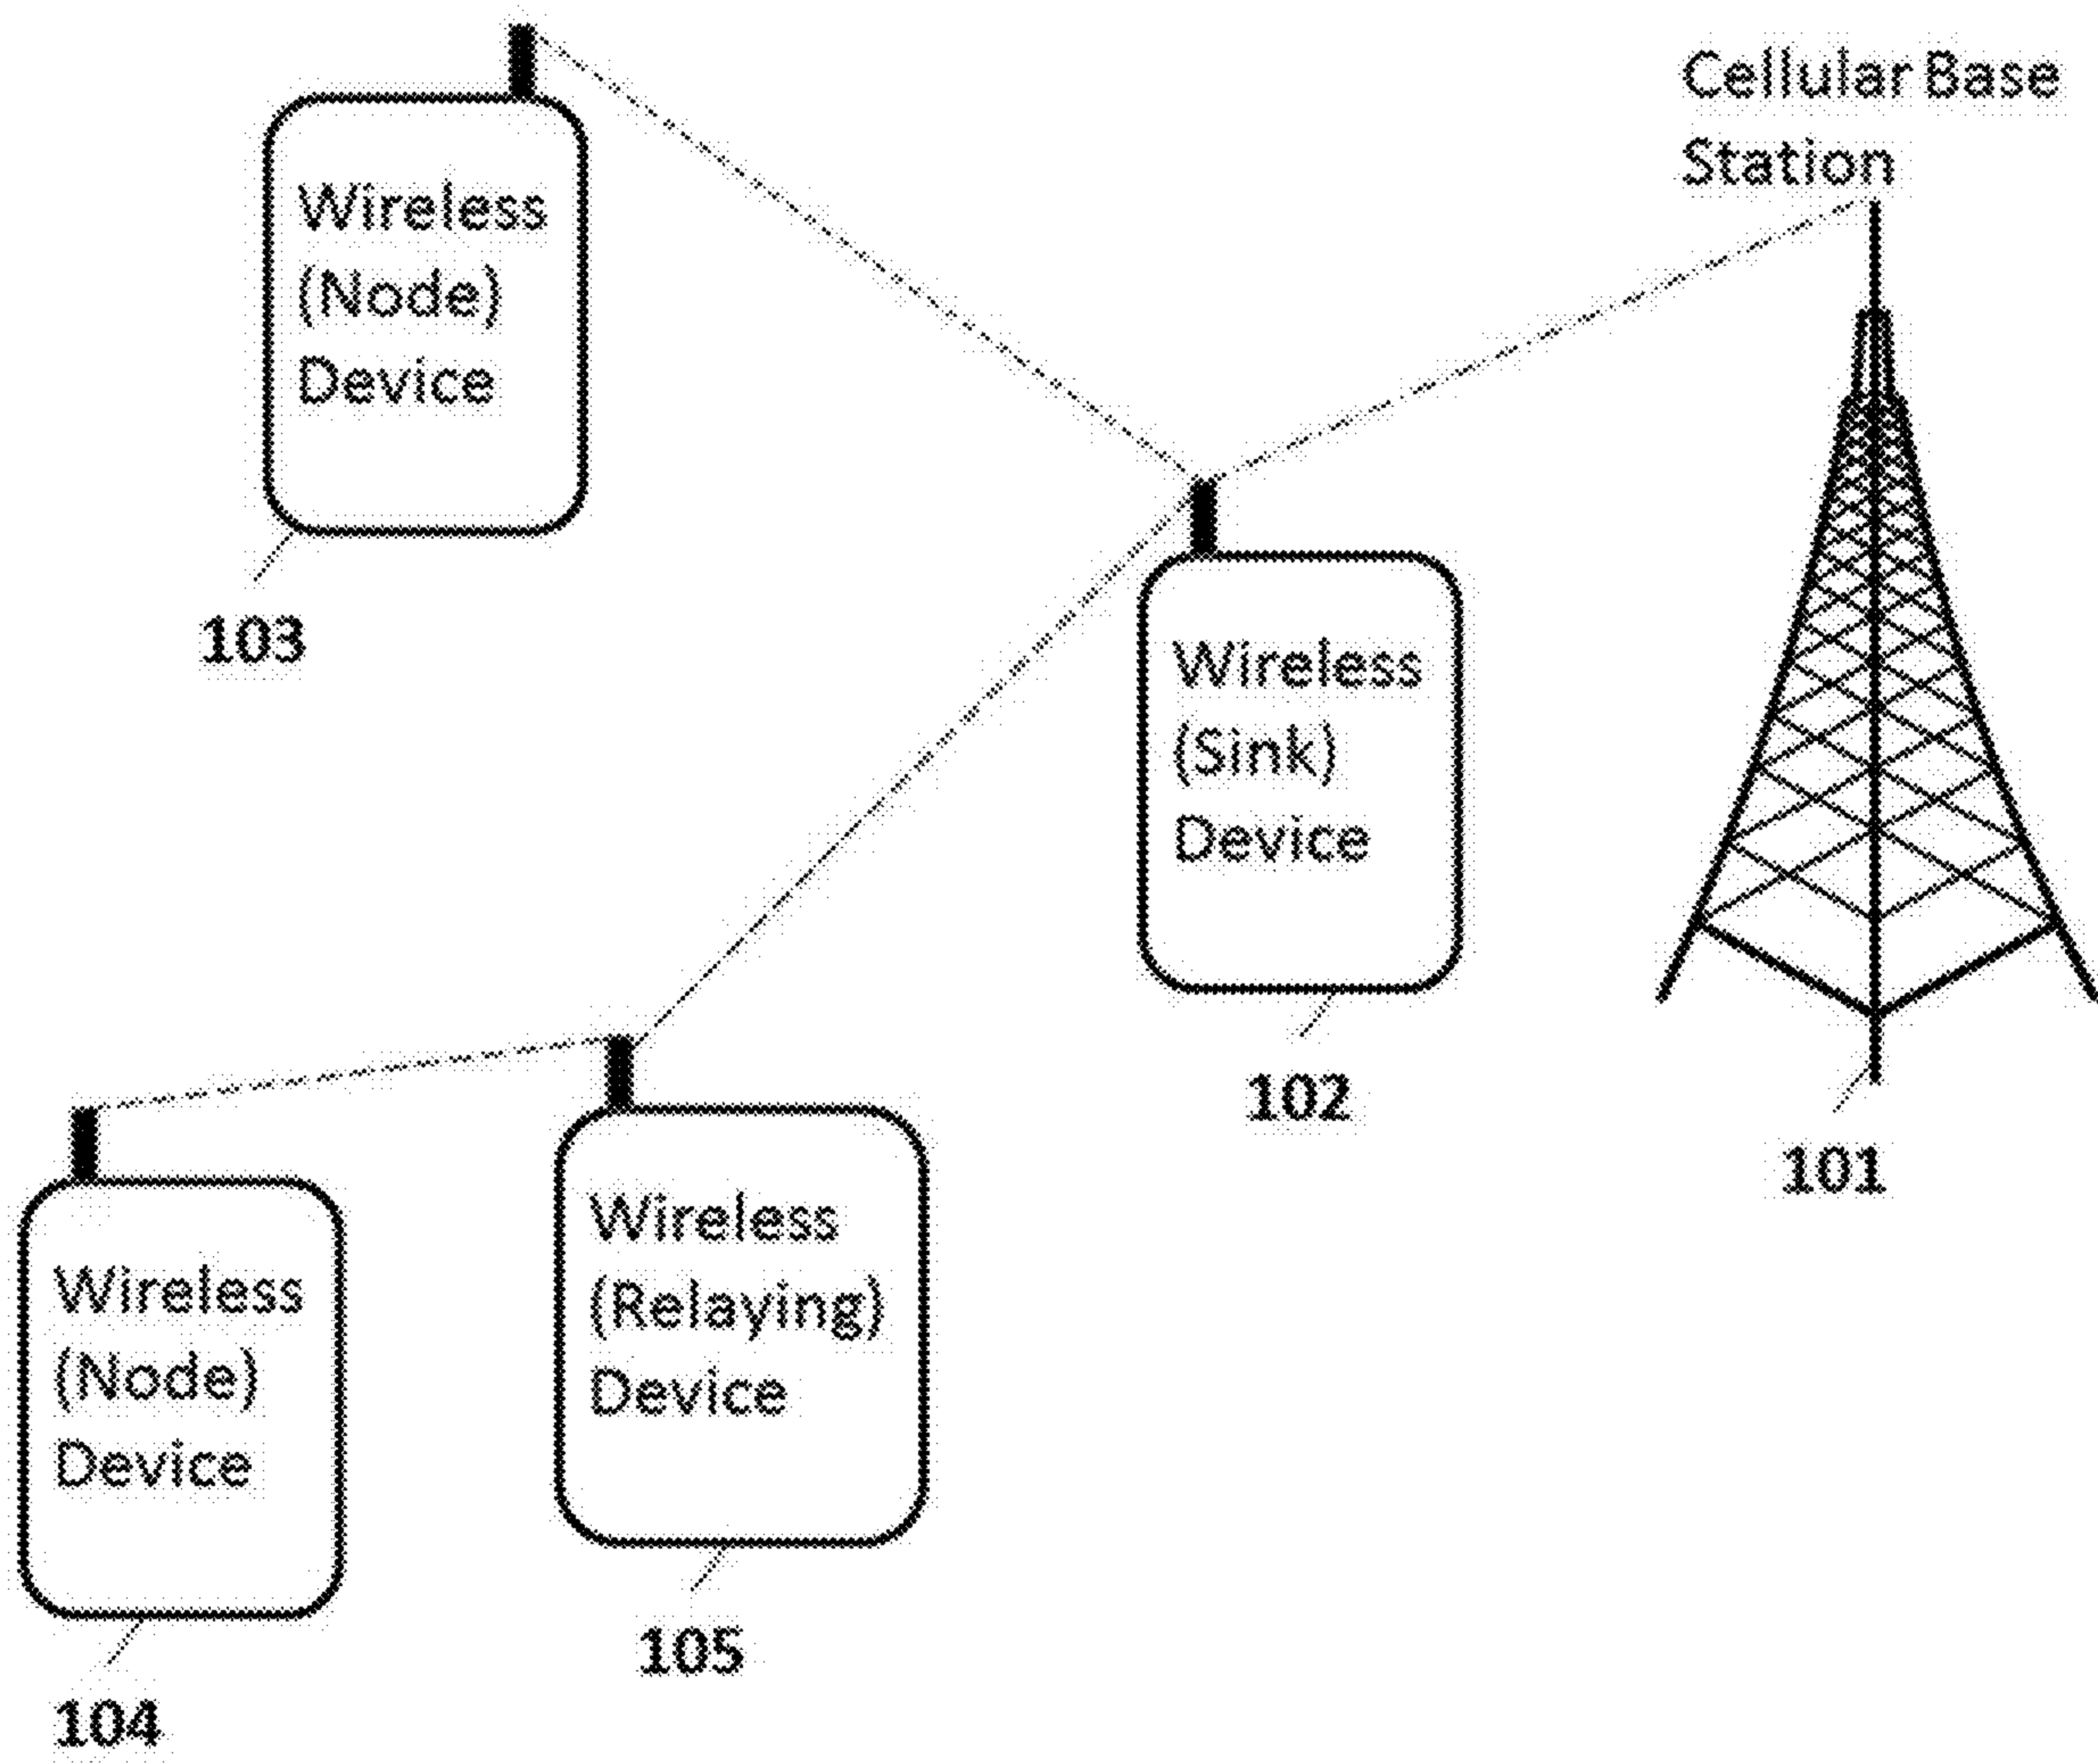 Cellular Base
Station
Wireless
(Node)
Device
103
Wireless
(Sink)
Device
102
101
Wireless
(Relaying)
Device
105
Wireless
(Node)
Device
104